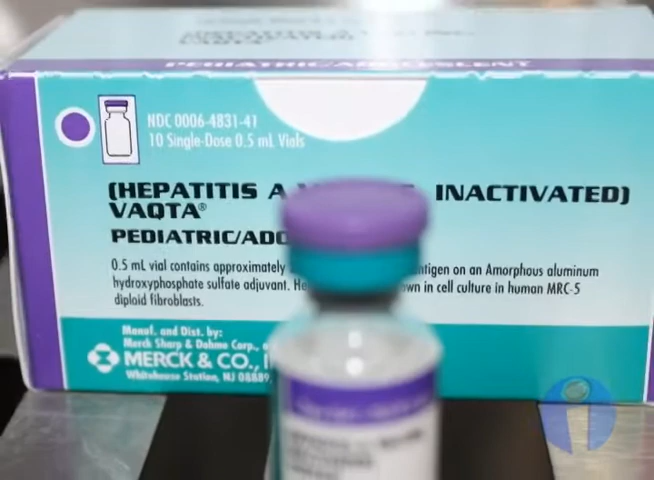 VAQTA
PEDIATRIC/ADOLESCENT
NDC 0006-4831-41
10 Single-Dose 0.5 mL Vials
(HEPATITIS A INACTIVATED)
VAQTA®
PEDIATRIC/ADO
0.5 mL vial contains approximately ntigen on an Amorphous aluminum
hydroxyphosphate sulfate adjuvant. He wn in cell culture in human MRC-5
diploid fibroblasts.
Manuf. and Dist. by:
Merck Sharp & Dohme Corp.,
MERCK & CO., I
Whitehouse Station, NJ 08889,